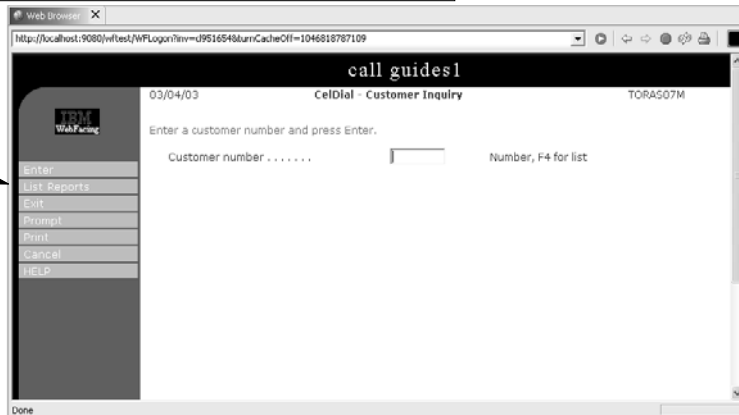 Web Browser X
http://localhost:9080/wftest/WFLogon?inv=cl951654&turnCacheOff=1046818787109
call guides1
03/04/03 CelDial - Customer Inquiry TORAS07M
IBM
WebFacing
Enter a customer number and press Enter.
Customer number . . . . . . . Number, F4 for list
Enter
List Reports
Exit
Prompt
Print
Cancel
HELP
Done